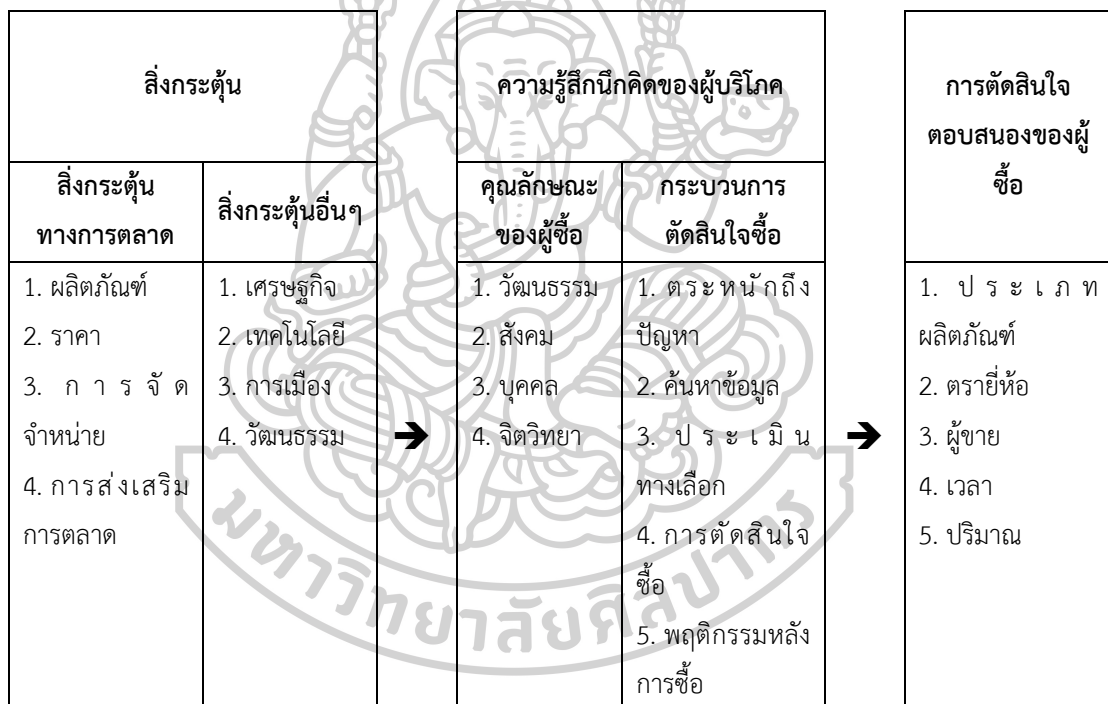 สิ่งกระตุ้น
สิ่งกระตุ้น
ทางการตลาด
สิ่งกระตุ้นอื่นๆ
1. ผลิตภัณฑ์
2. ราคา
3. การจัด
จำหน่าย
4. การส่งเสริม
การตลาด
1. เศรษฐกิจ
2. เทคโนโลยี
3. การเมือง
4. วัฒนธรรม
ความรู้สึกนึกคิดของผู้บริโภค
คุณลักษณะ
ของผู้ซื้อ
กระบวนการ
ตัดสินใจซื้อ
1. วัฒนธรรม
2. สังคม
3. บุคคล
4. จิตวิทยา
1. ตระหนักถึง
ปัญหา
2. ค้นหาข้อมูล
3. ประเมิน
ทางเลือก
4. การตัดสินใจ
ซื้อ
5. พฤติกรรมหลัง
การซื้อ
การตัดสินใจ
ตอบสนองของผู้
ซื้อ
1. ประเภท
ผลิตภัณฑ์
2. ตรายี่ห้อ
3. ผู้ขาย
4. เวลา
5. ปริมาณ
มหาวิทยาลัยศิลปากร